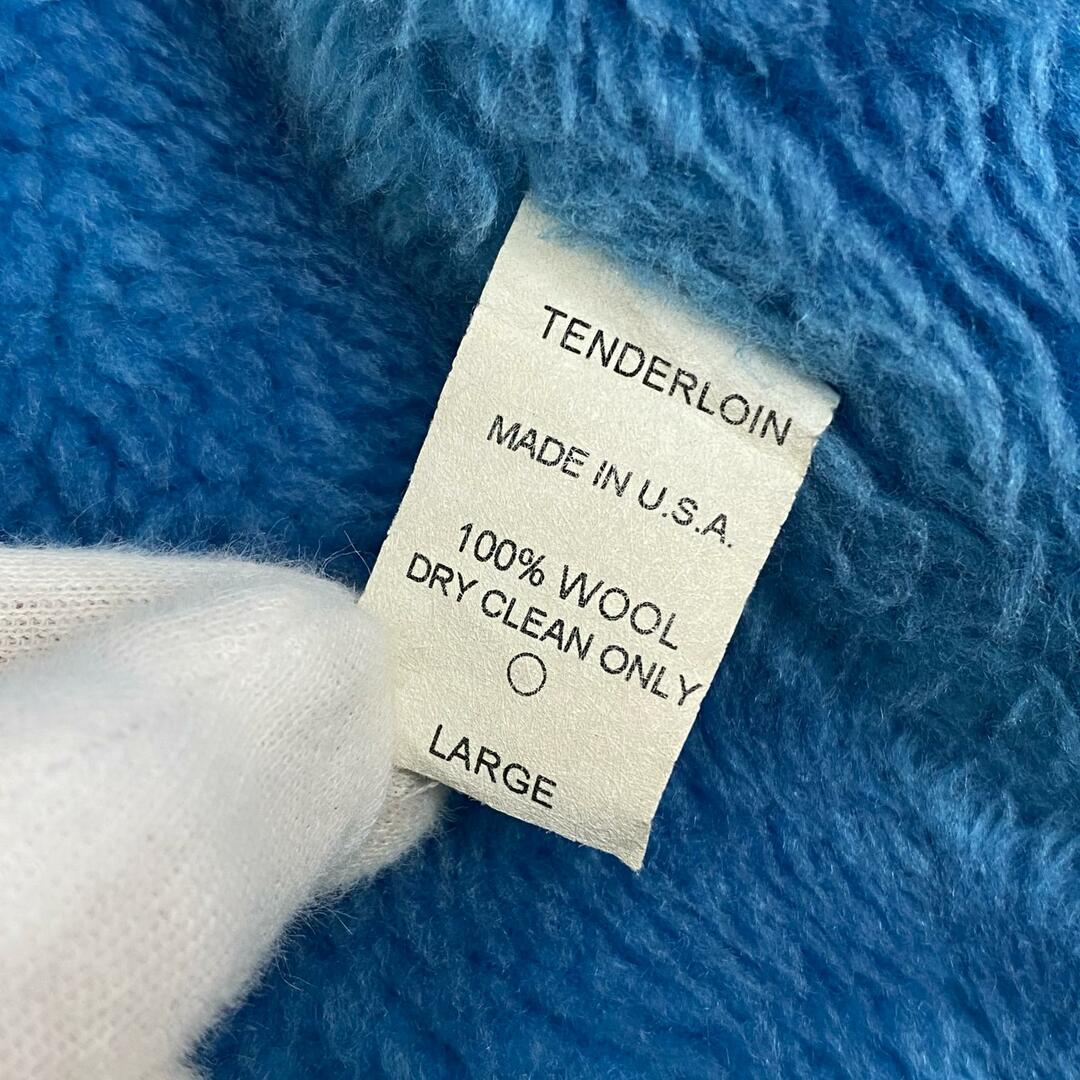 TENDERLOIN
MADE IN U.S.A.
100% WOOL
DRY CLEAN ONLY
LARGE